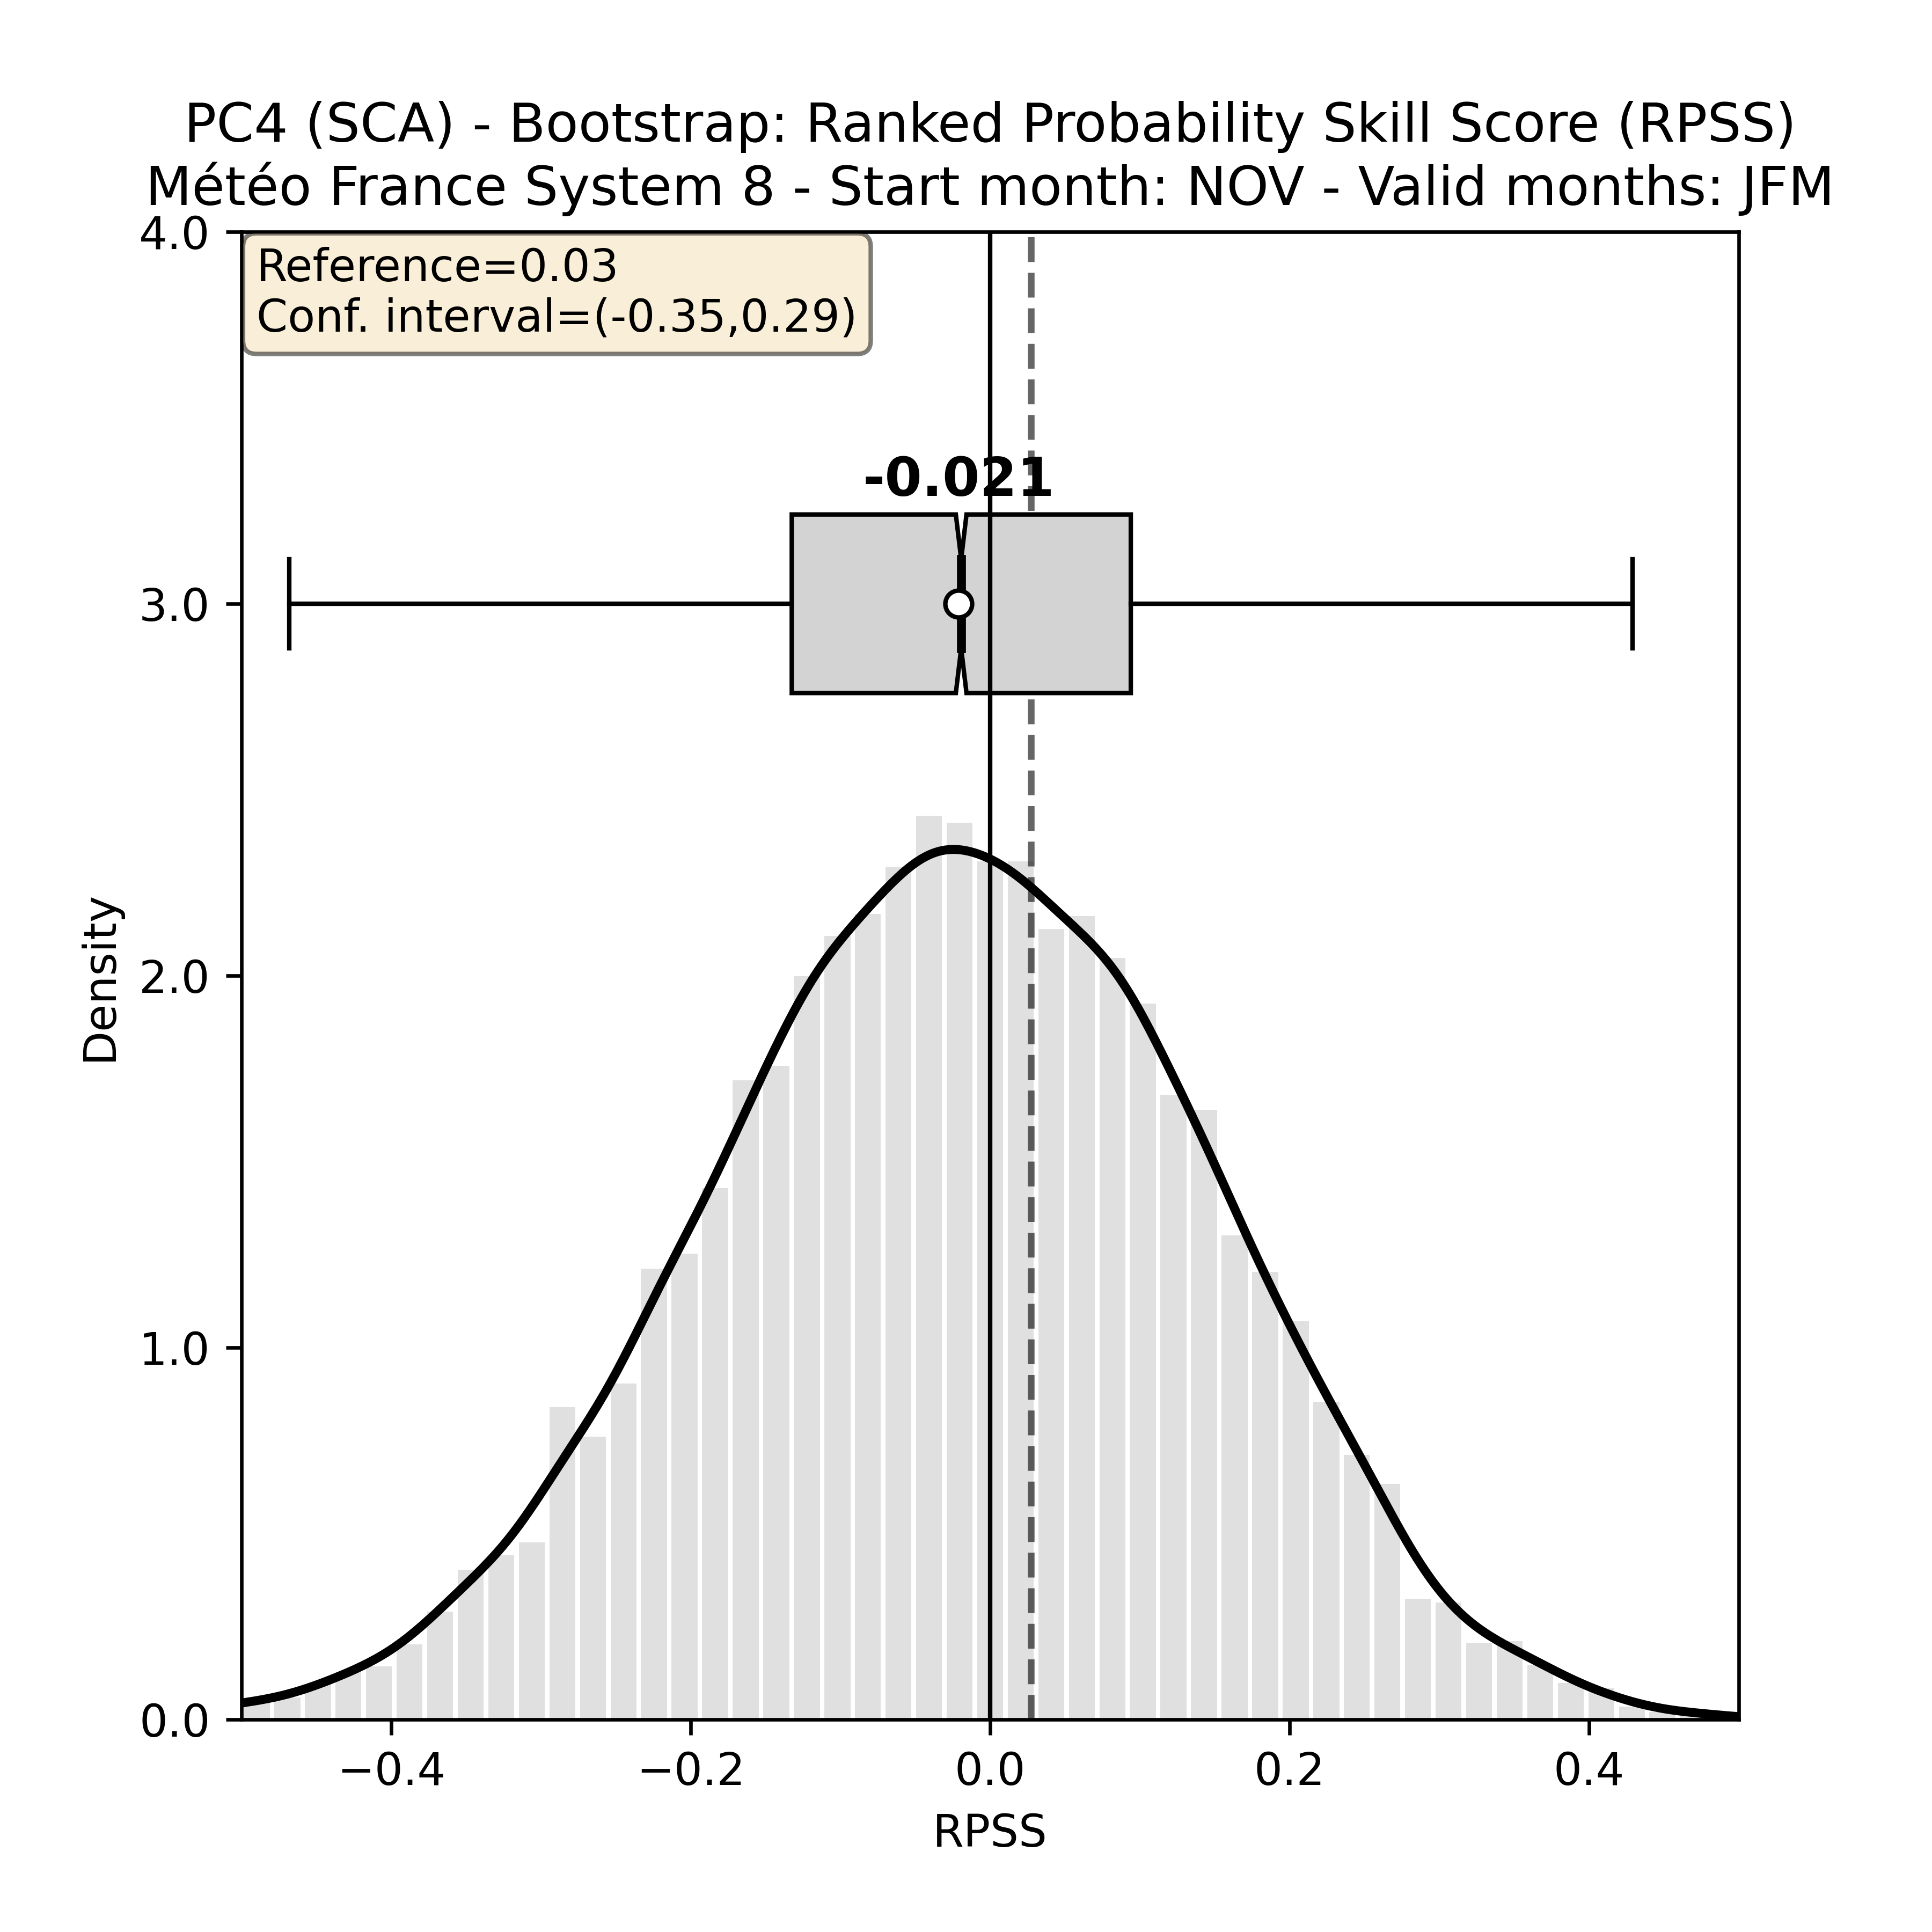 PC4 (SCA) - Bootstrap: Ranked Probability Skill Score (RPSS)
Météo France System 8 - Start month: NOV - Valid months: JFM
Reference=0.03
Conf. interval=(-0.35,0.29)
-0.021
4.0
3.0
2.0
1.0
0.0
Density
−0.4
−0.2
0.0
0.2
0.4
RPSS